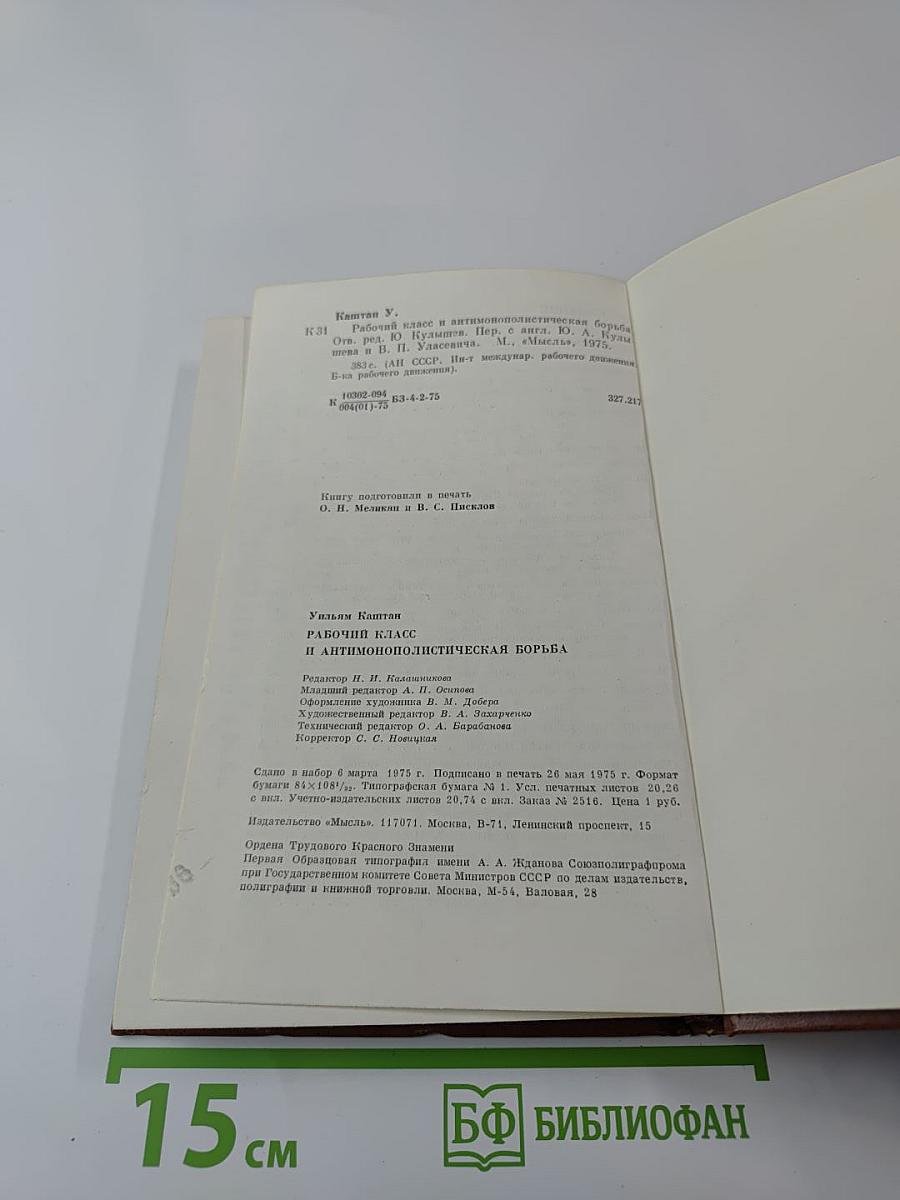 Каштан У.
К 31 Рабочий класс и антимонополистическая борьба
Отв. ред. Ю Кулышев. Пер. с англ. Ю. А. Кулы
шева и В. П. Уласевича. М., «Мысль», 1975.
383 с. (АН СССР. Ин-т междунар. рабочего движения
Б-ка рабочего движения).
К 10302-094 БЗ-4-2-75 327.217
004(01)-75
Книгу подготовили в печать
О. Н. Меликян и В. С. Писклов
Уильям Каштан
РАБОЧИЙ КЛАСС
И АНТИМОНОПОЛИСТИЧЕСКАЯ БОРЬБА
Редактор Н. И. Калашникова
Младший редактор А. П. Осипова
Оформление художника В. М. Добера
Художественный редактор В. А. Захарченко
Технический редактор О. А. Барабанова
Корректор С. С. Новицкая
Сдано в набор 6 марта 1975 г. Подписано в печать 26 мая 1975 г. Формат
бумаги 84×108¹/₃₂. Типографская бумага № 1. Усл. печатных листов 20,26
с вкл. Учетно-издательских листов 20,74 с вкл. Заказ № 2516. Цена 1 руб.
Издательство «Мысль». 117071. Москва, В-71, Ленинский проспект, 15
Ордена Трудового Красного Знамени
Первая Образцовая типография имени А. А. Жданова Союзполиграфпрома
при Государственном комитете Совета Министров СССР по делам издательств,
полиграфии и книжной торговли. Москва, М-54, Валовая, 28
15 см
БФ БИБЛИОФАН